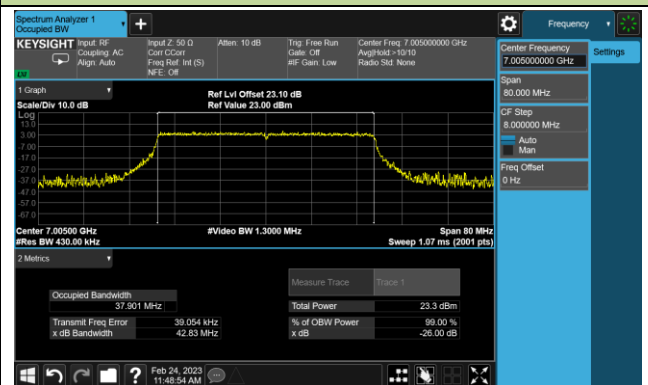 Spectrum Analyzer 1
Occupied BW
Frequency
KEYSIGHT
Input: RF
Coupling: AC
Align: Auto
Input Z: 50 Ω
Corr CCorr
Freq Ref: Int (S)
NFE: Off
Atten: 10 dB
Trig: Free Run
Gate: Off
#IF Gain: Low
Center Freq: 7.005000000 GHz
Avg|Hold:>10/10
Radio Std: None
Center Frequency
7.005000000 GHz
Settings
Span
80.000 MHz
CF Step
8.000000 MHz
Auto
Man
Freq Offset
0 Hz
1 Graph
Scale/Div 10.0 dB
Ref Lvl Offset 23.10 dB
Ref Value 23.00 dBm
Log
13.0
3.00
-7.00
-17.0
-27.0
-37.0
-47.0
-57.0
-67.0
Center 7.00500 GHz
#Res BW 430.00 kHz
#Video BW 1.3000 MHz
Span 80 MHz
Sweep 1.07 ms (2001 pts)
2 Metrics
Measure Trace
Trace 1
Occupied Bandwidth
37.901 MHz
Total Power
23.3 dBm
Transmit Freq Error
39.054 kHz
% of OBW Power
99.00 %
x dB Bandwidth
42.83 MHz
x dB
-26.00 dB
Feb 24, 2023
11:48:54 AM